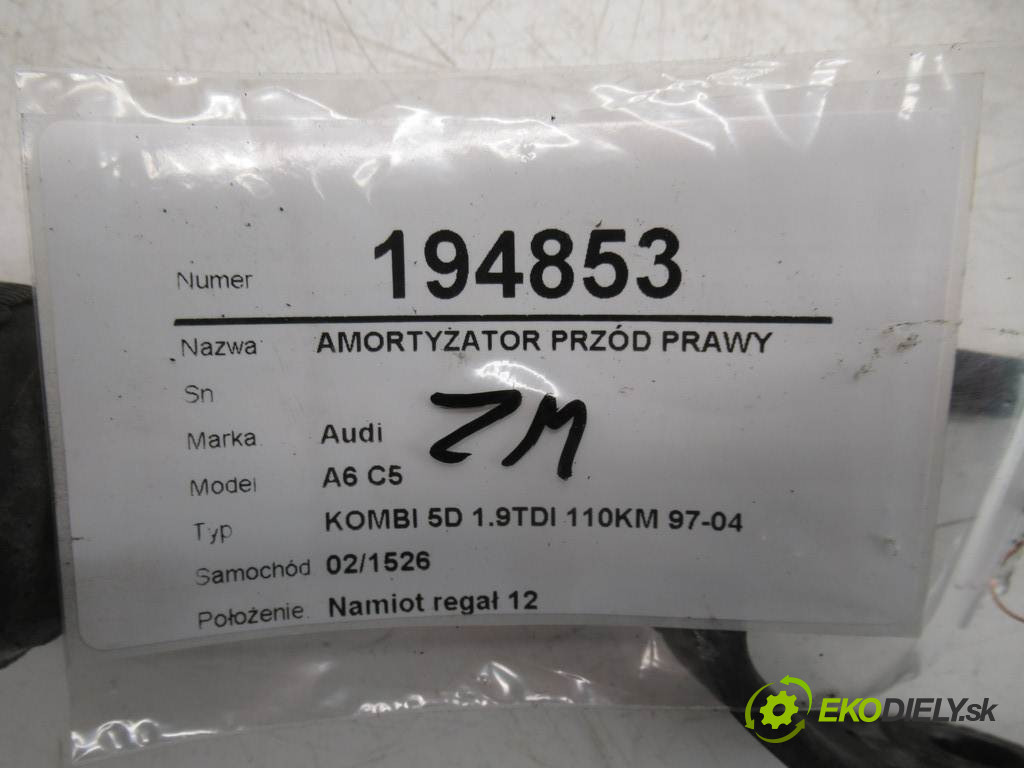 Numer 194853
Nazwa AMORTYZATOR PRZÓD PRAWY
Sn
Marka Audi
ZM
Model A6 C5
Typ KOMBI 5D 1.9TDI 110KM 97-04
Samochód 02/1526
Położenie Namiot regał 12
EKODIELY.sk